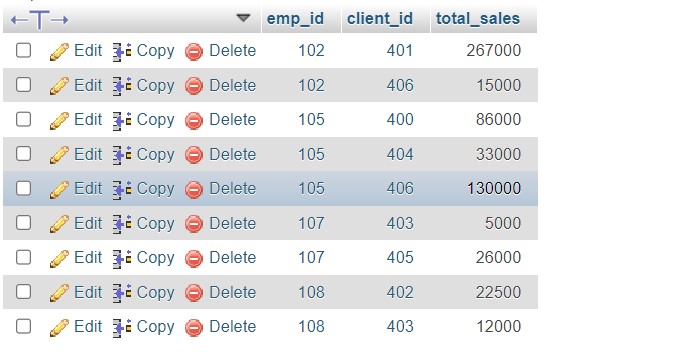 emp_id client_id total_sales
Edit Copy Delete 102 401 267000
Edit Copy Delete 102 406 15000
Edit Copy Delete 105 400 86000
Edit Copy Delete 105 404 33000
Edit Copy Delete 105 406 130000
Edit Copy Delete 107 403 5000
Edit Copy Delete 107 405 26000
Edit Copy Delete 108 402 22500
Edit Copy Delete 108 403 12000